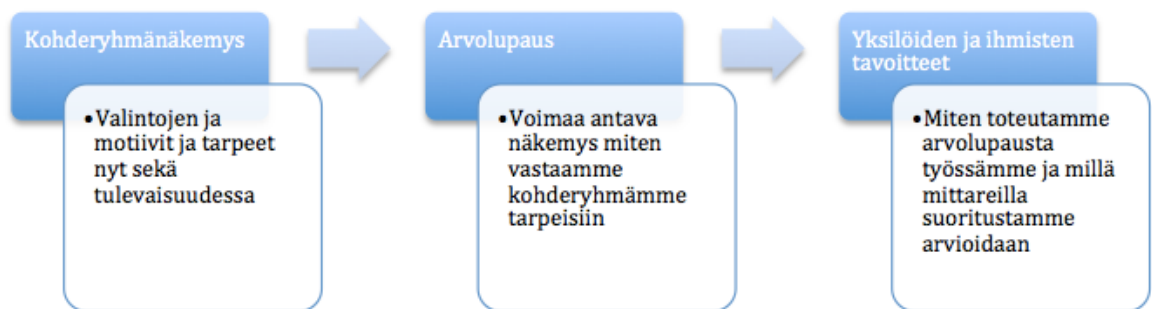 Kohderyhmänäkemys
•Valintojen ja
motiivit ja tarpeet
nyt sekä
tulevaisuudessa
Arvolupaus
•Voimaa antava
näkemys miten
vastaamme
kohderyhmämme
tarpeisiin
Yksilöiden ja ihmisten
tavoitteet
•Miten toteutamme
arvolupausta
työssämme ja millä
mittareilla
suoritustamme
arvioidaan